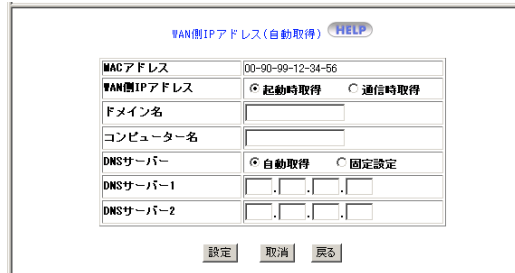 WAN側IPアドレス(自動取得) HELP
MACアドレス 00-90-99-12-34-56
WAN側IPアドレス 起動時取得 通信時取得
ドメイン名
コンピューター名
DNSサーバー 自動取得 固定設定
DNSサーバー1 . . .
DNSサーバー2 . . .
設定 取消 戻る